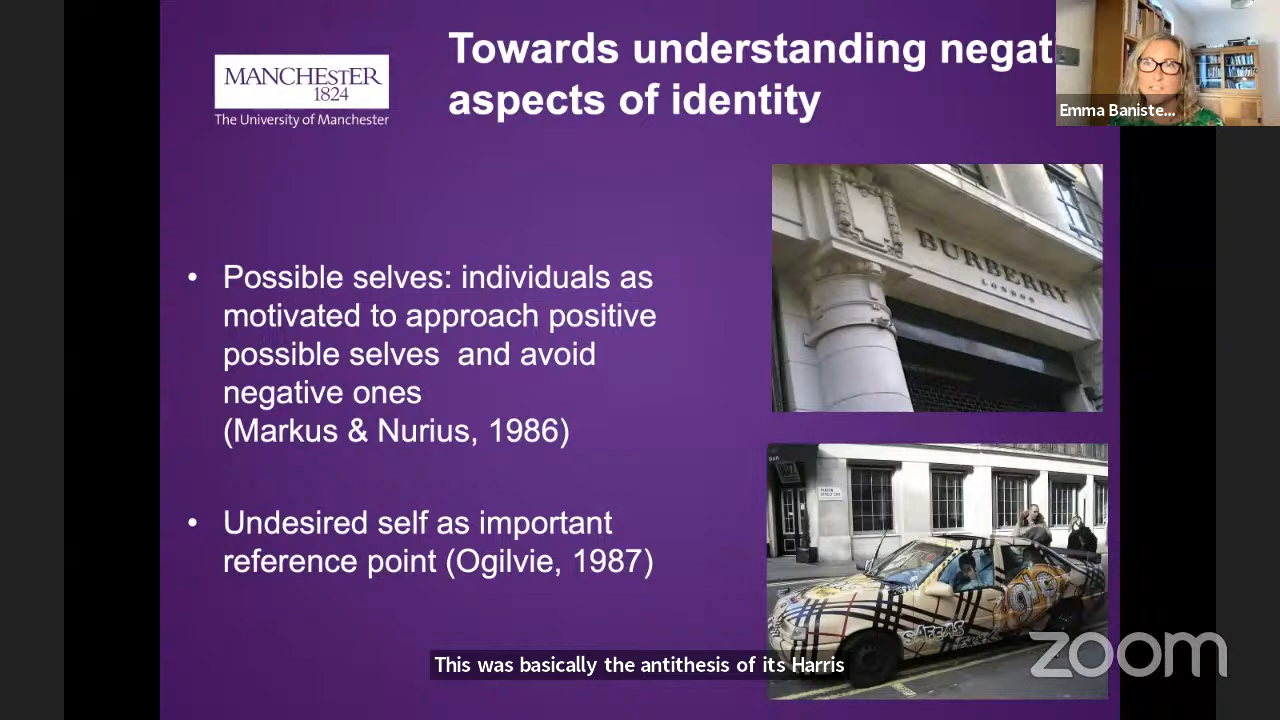 MANCHESTER
1824
The University of Manchester
Towards understanding negati
aspects of identity
Emma Baniste...
• Possible selves: individuals as
motivated to approach positive
possible selves and avoid
negative ones
(Markus & Nurius, 1986)
• Undesired self as important
reference point (Ogilvie, 1987)
BURBERRY
LONDON
SAFEAS
This was basically the antithesis of its Harris
zoom